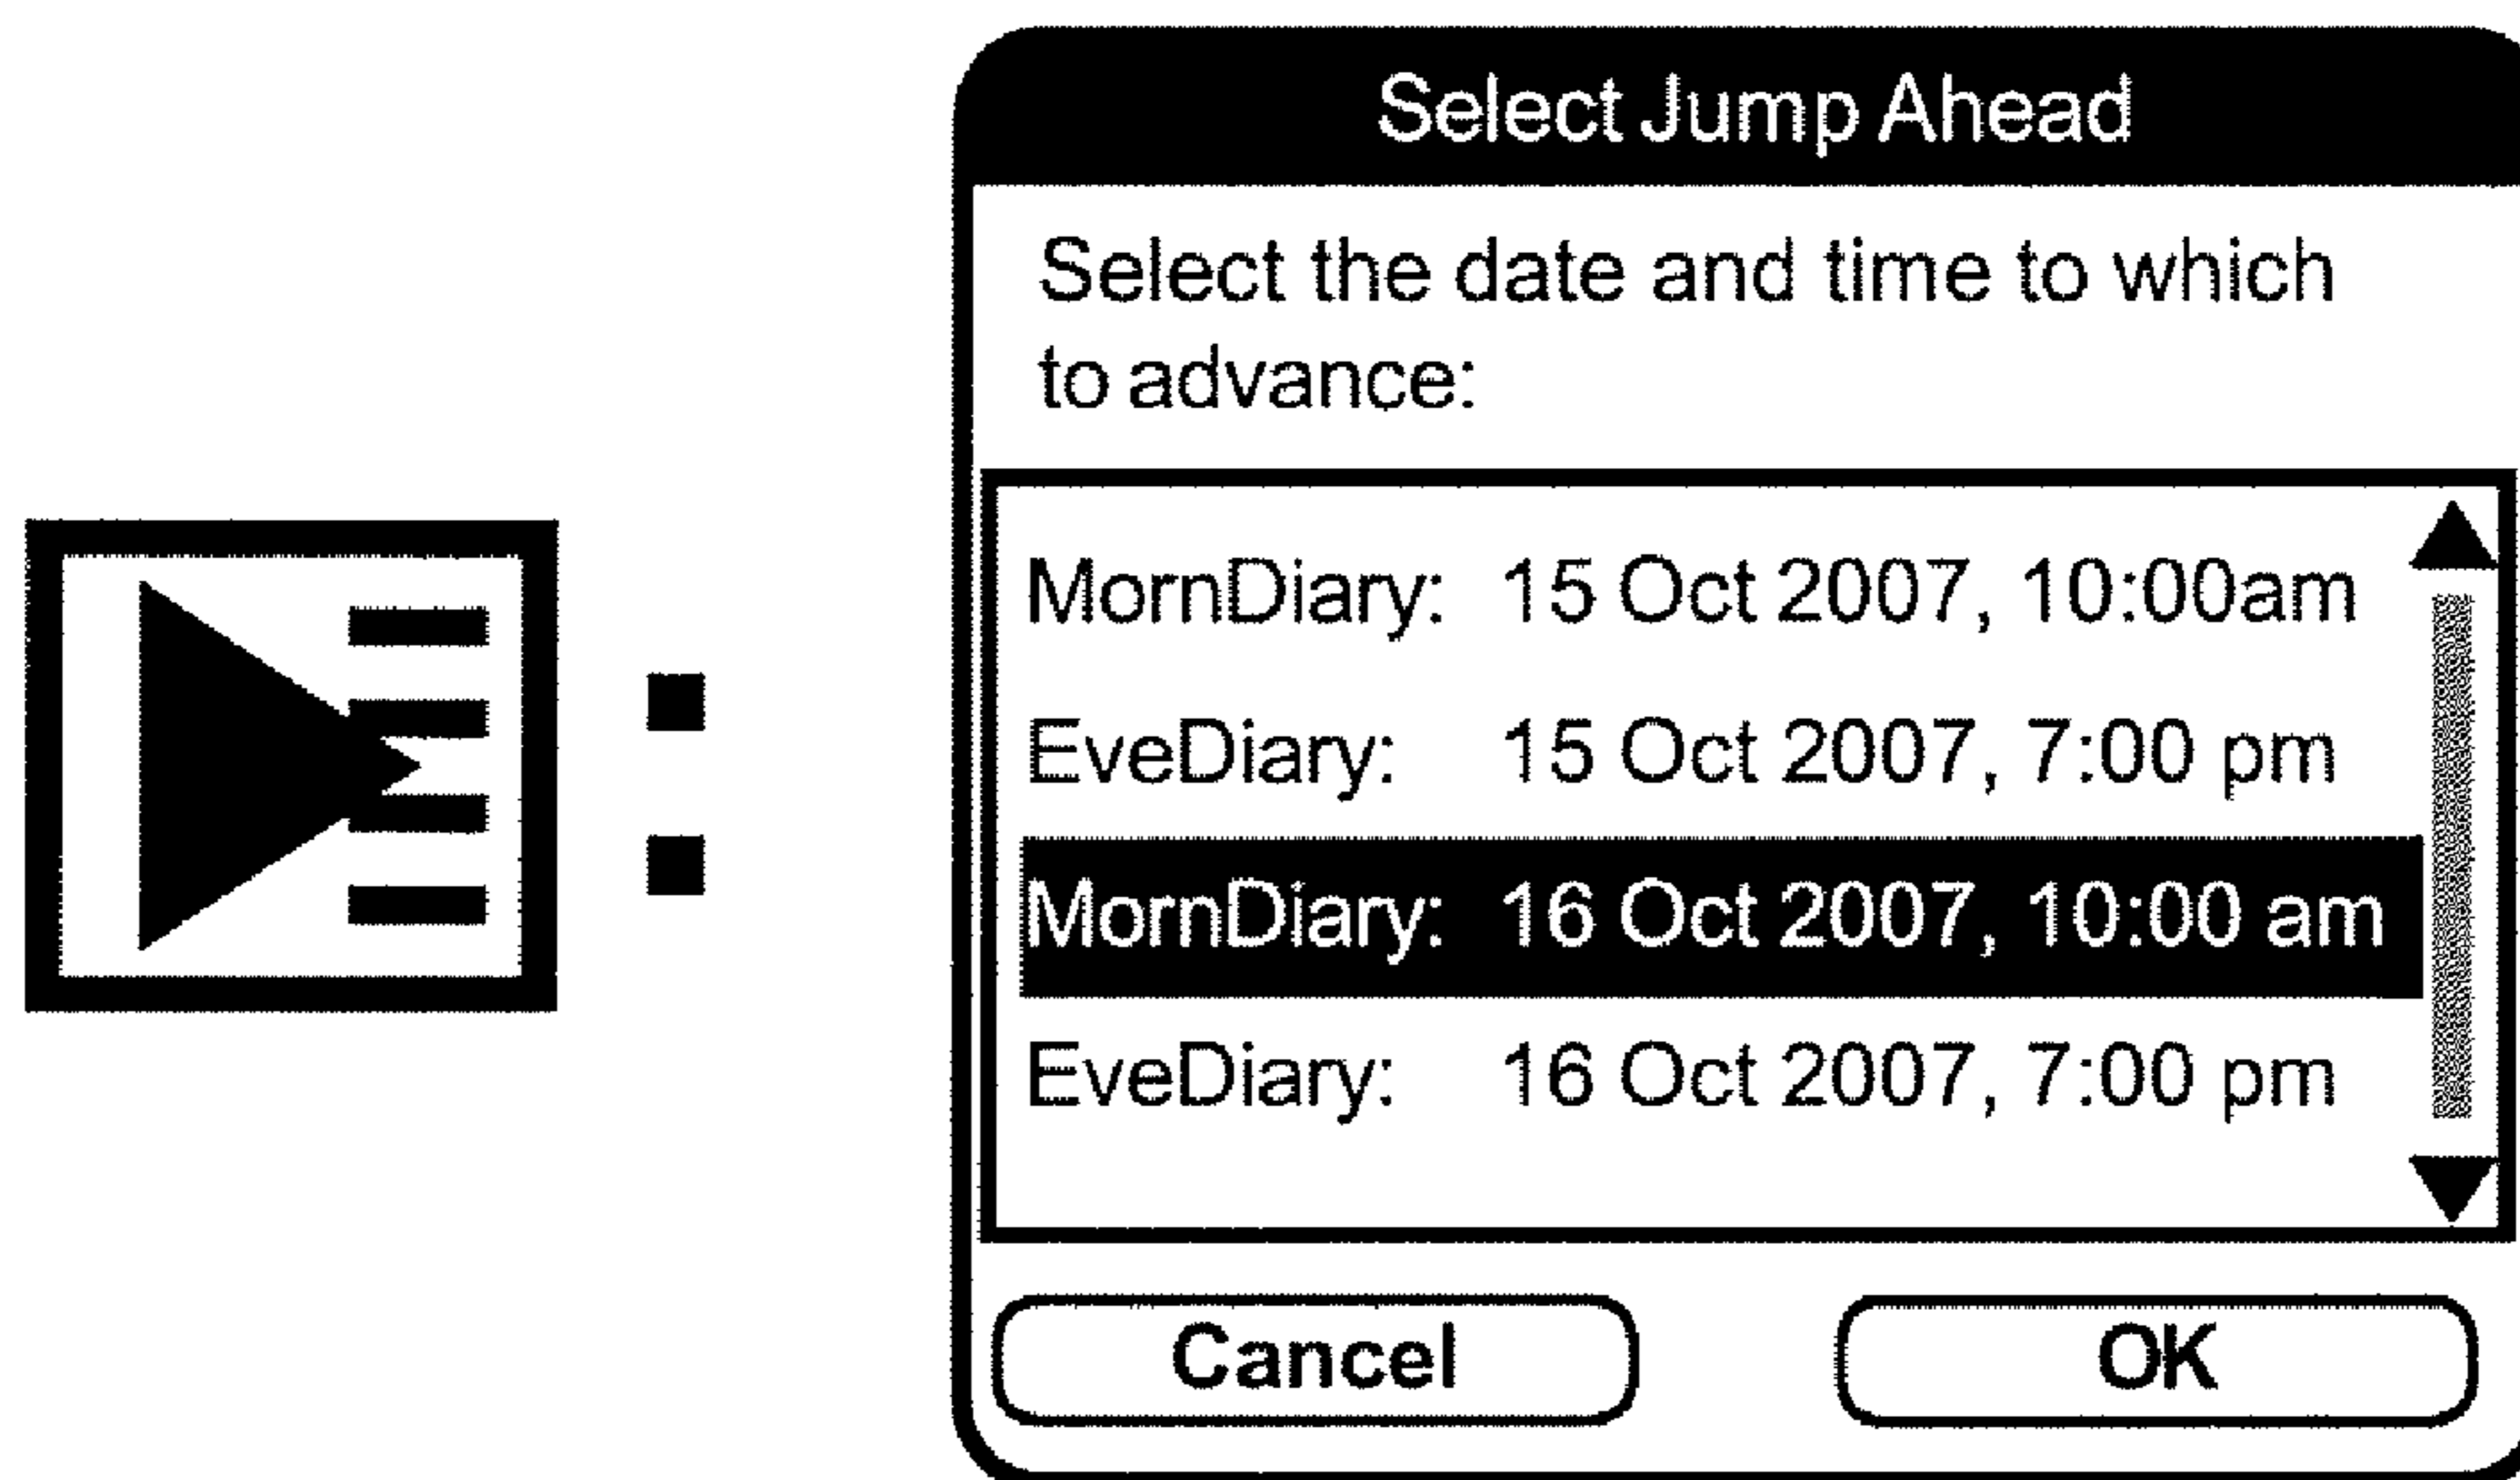 Select Jump Ahead
Select the date and time to which
to advance:
MornDiary: 15 Oct 2007, 10:00am
EveDiary: 15 Oct 2007, 7:00 pm
MornDiary: 16 Oct 2007, 10:00 am
EveDiary: 16 Oct 2007, 7:00 pm
Cancel OK